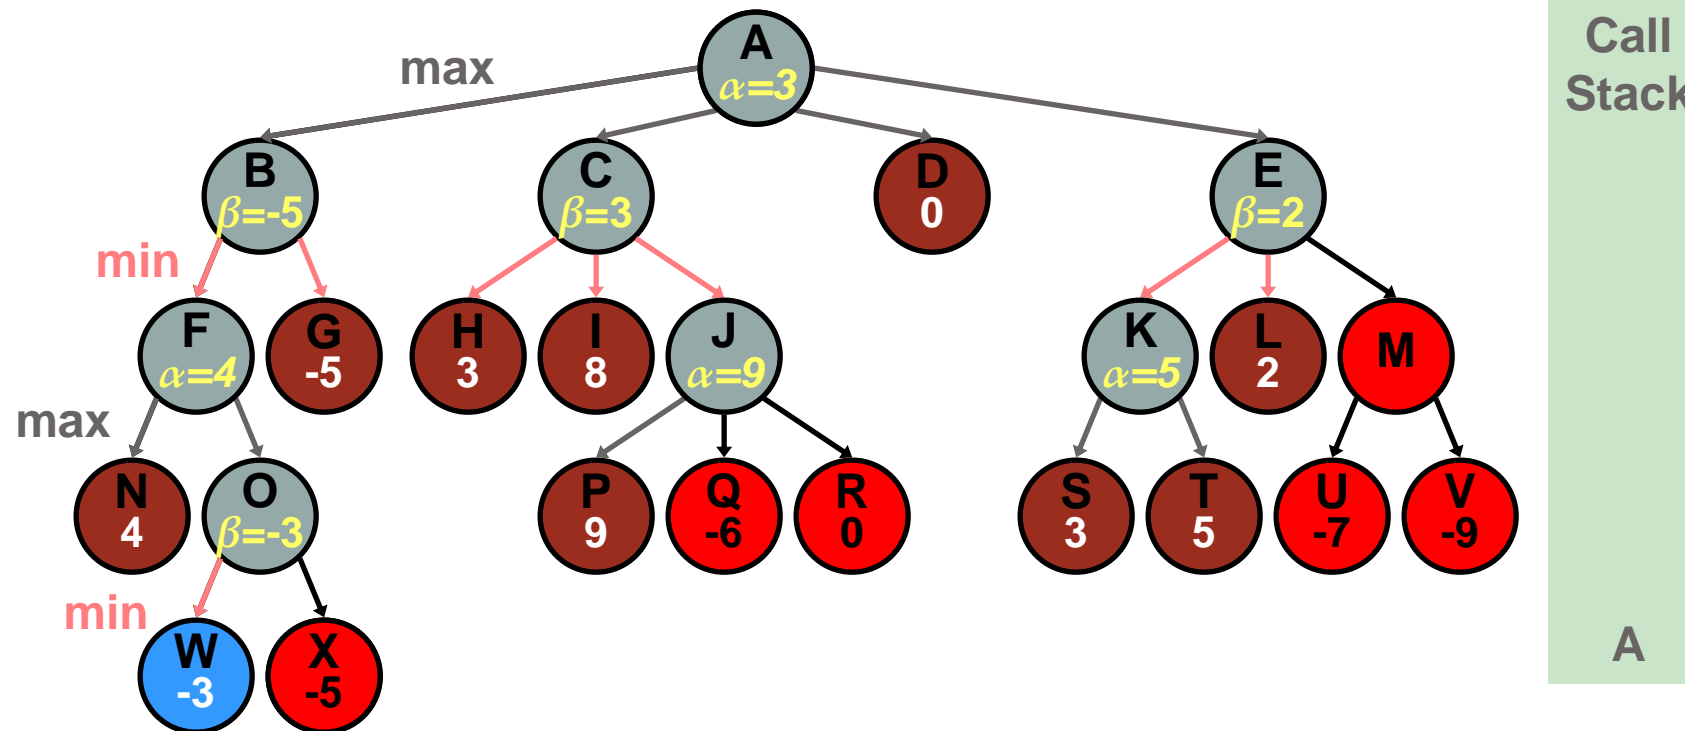 A
α=3
max
Call
Stack
B
β=-5
C
β=3
D
0
E
β=2
min
F
α=4
G
-5
H
3
I
8
J
α=9
K
α=5
L
2
M
max
N
4
O
β=-3
P
9
Q
-6
R
0
S
3
T
5
U
-7
V
-9
min
W
-3
X
-5
A